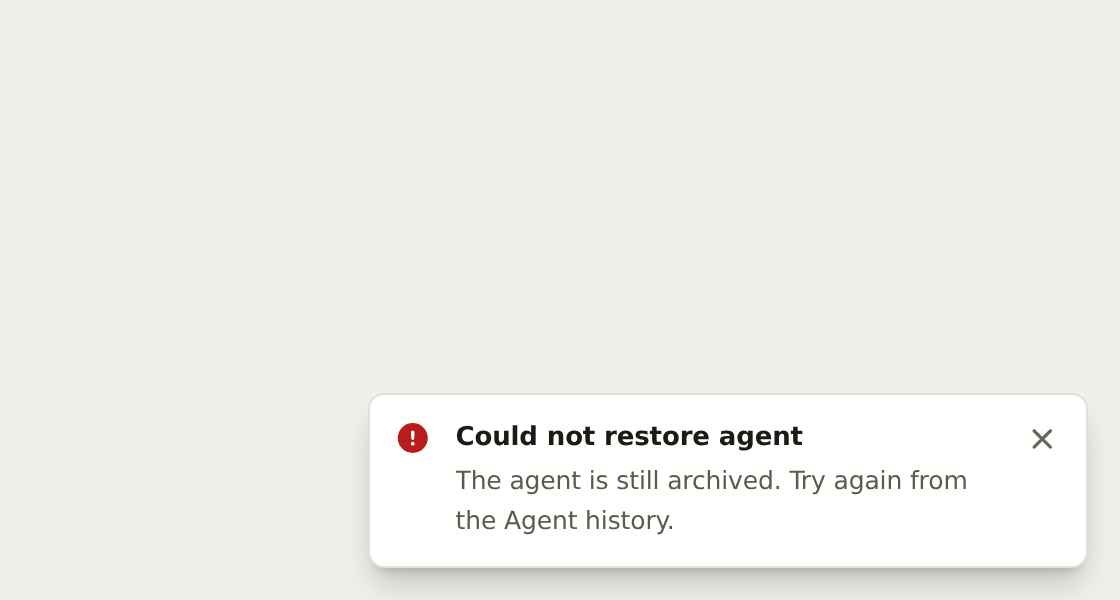 Could not restore agent
The agent is still archived. Try again from
the Agent history.